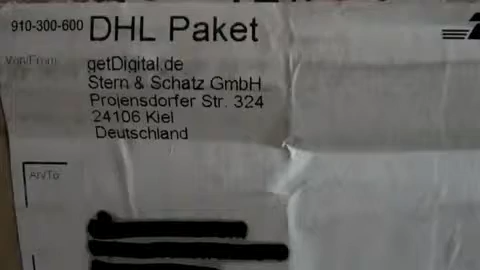 910-300-600 DHL Paket
Von/From
getDigital.de
Stern & Schatz GmbH
Projensdorfer Str. 324
24106 Kiel
Deutschland
An/To